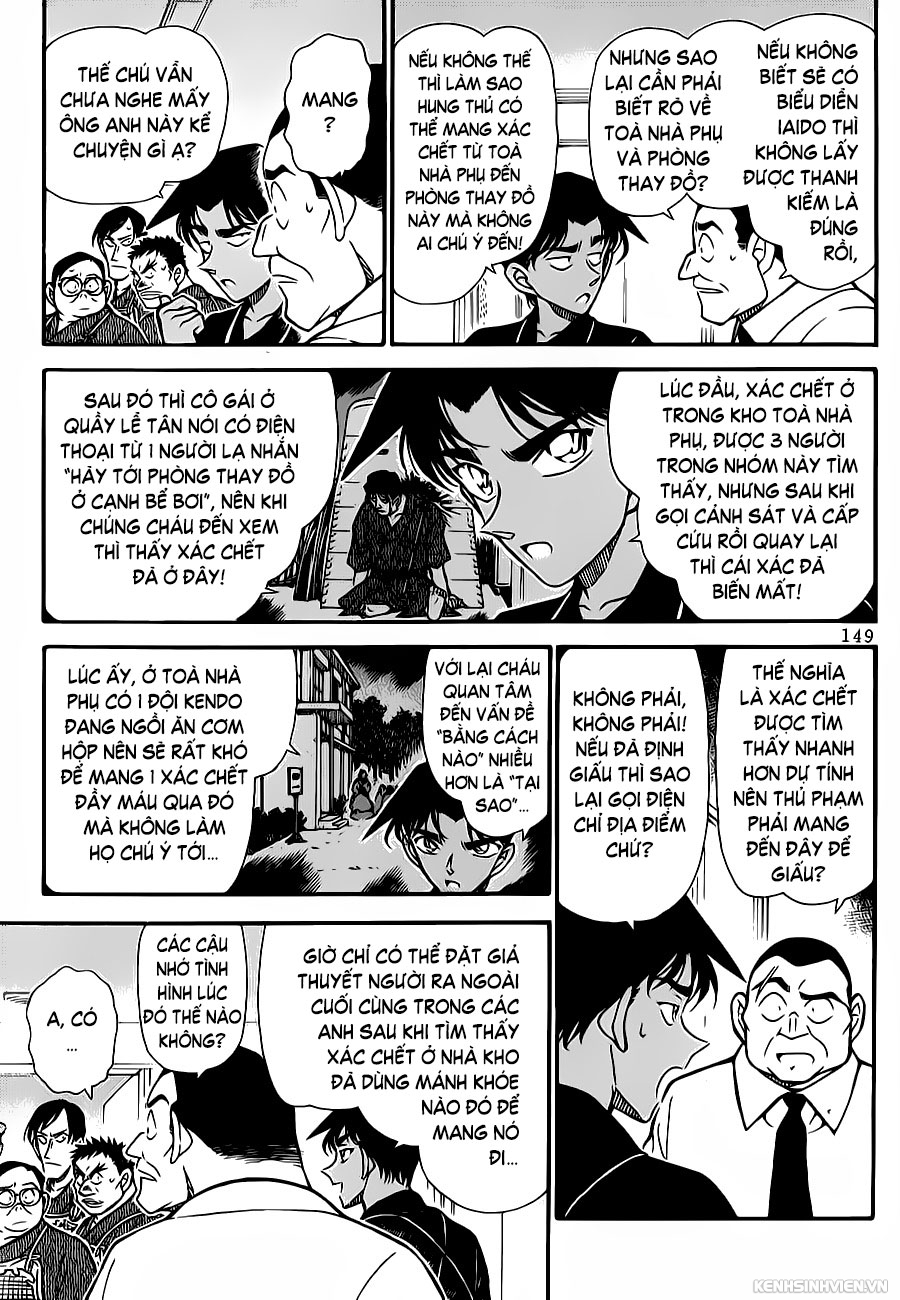 NẾU KHÔNG
BIẾT SẼ CÓ
BIỂU DIỄN
IAIDO THÌ
KHÔNG LẤY
ĐƯỢC THANH
KIẾM LÀ
ĐÚNG
RỒI,
NHƯNG SAO
LẠI CẦN PHẢI
BIẾT RÕ VỀ
TOÀ NHÀ PHỤ
VÀ PHÒNG
THAY ĐỒ?
NẾU KHÔNG THẾ
THÌ LÀM SAO
HUNG THỦ CÓ
THỂ MANG XÁC
CHẾT TỪ TOÀ
NHÀ PHỤ ĐẾN
PHÒNG THAY ĐỒ
NÀY MÀ KHÔNG
AI CHÚ Ý ĐẾN!
MANG
?
THẾ CHÚ VẪN
CHƯA NGHE MẤY
ÔNG ANH NÀY KỂ
CHUYỆN GÌ Ạ?
LÚC ĐẦU, XÁC CHẾT Ở
TRONG KHO TOÀ NHÀ
PHỤ, ĐƯỢC 3 NGƯỜI
TRONG NHÓM NÀY TÌM
THẤY, NHƯNG SAU KHI
GỌI CẢNH SÁT VÀ CẤP
CỨU RỒI QUAY LẠI
THÌ CÁI XÁC ĐÃ
BIẾN MẤT!
SAU ĐÓ THÌ CÔ GÁI Ở
QUẦY LỄ TÂN NÓI CÓ ĐIỆN
THOẠI TỪ 1 NGƯỜI LẠ NHẮN
"HÃY TỚI PHÒNG THAY ĐỒ
Ở CẠNH BỂ BƠI", NÊN KHI
CHÚNG CHÁU ĐẾN XEM
THÌ THẤY XÁC CHẾT
ĐÃ Ở ĐÂY!
149
THẾ NGHĨA
LÀ XÁC CHẾT
ĐƯỢC TÌM
THẤY NHANH
HƠN DỰ TÍNH
NÊN THỦ PHẠM
PHẢI MANG
ĐẾN ĐÂY ĐỂ
GIẤU?
KHÔNG PHẢI,
KHÔNG PHẢI!
NẾU ĐÃ ĐỊNH
GIẤU THÌ SAO
LẠI GỌI ĐIỆN
CHỈ ĐỊA ĐIỂM
CHỨ?
VỚI LẠI CHÁU
QUAN TÂM
ĐẾN VẤN ĐỀ
"BẰNG CÁCH
NÀO" NHIỀU
HƠN LÀ "TẠI
SAO"...
LÚC ẤY, Ở TOÀ NHÀ
PHỤ CÓ 1 ĐỘI KENDO
ĐANG NGỒI ĂN CƠM
HỘP NÊN SẼ RẤT KHÓ
ĐỂ MANG 1 XÁC CHẾT
ĐẦY MÁU QUA ĐÓ
MÀ KHÔNG LÀM
HỌ CHÚ Ý TỚI...
GIỜ CHỈ CÓ THỂ ĐẶT GIẢ
THUYẾT NGƯỜI RA NGOÀI
CUỐI CÙNG TRONG CÁC
ANH SAU KHI TÌM THẤY
XÁC CHẾT Ở NHÀ KHO
ĐÃ DÙNG MÁNH KHÓE
NÀO ĐÓ ĐỂ
MANG NÓ
ĐI...
CÁC CẬU
NHỚ TÌNH
HÌNH LÚC
ĐÓ THẾ NÀO
KHÔNG?
A, CÓ
...
KENHSINHVIEN.VN